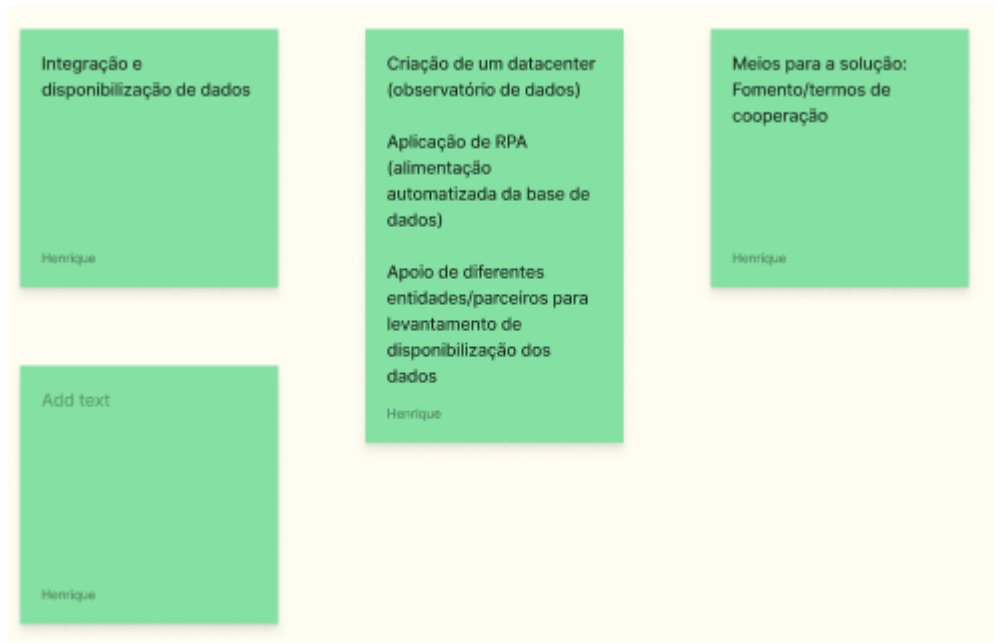 Integração e
disponibilização de dados
Henrique
Criação de um datacenter
(observatório de dados)
Aplicação de RPA
(alimentação
automatizada da base de
dados)
Apoio de diferentes
entidades/parceiros para
levantamento de
disponibilização dos
dados
Henrique
Meios para a solução:
Fomento/termos de
cooperação
Henrique
Add text
Henrique